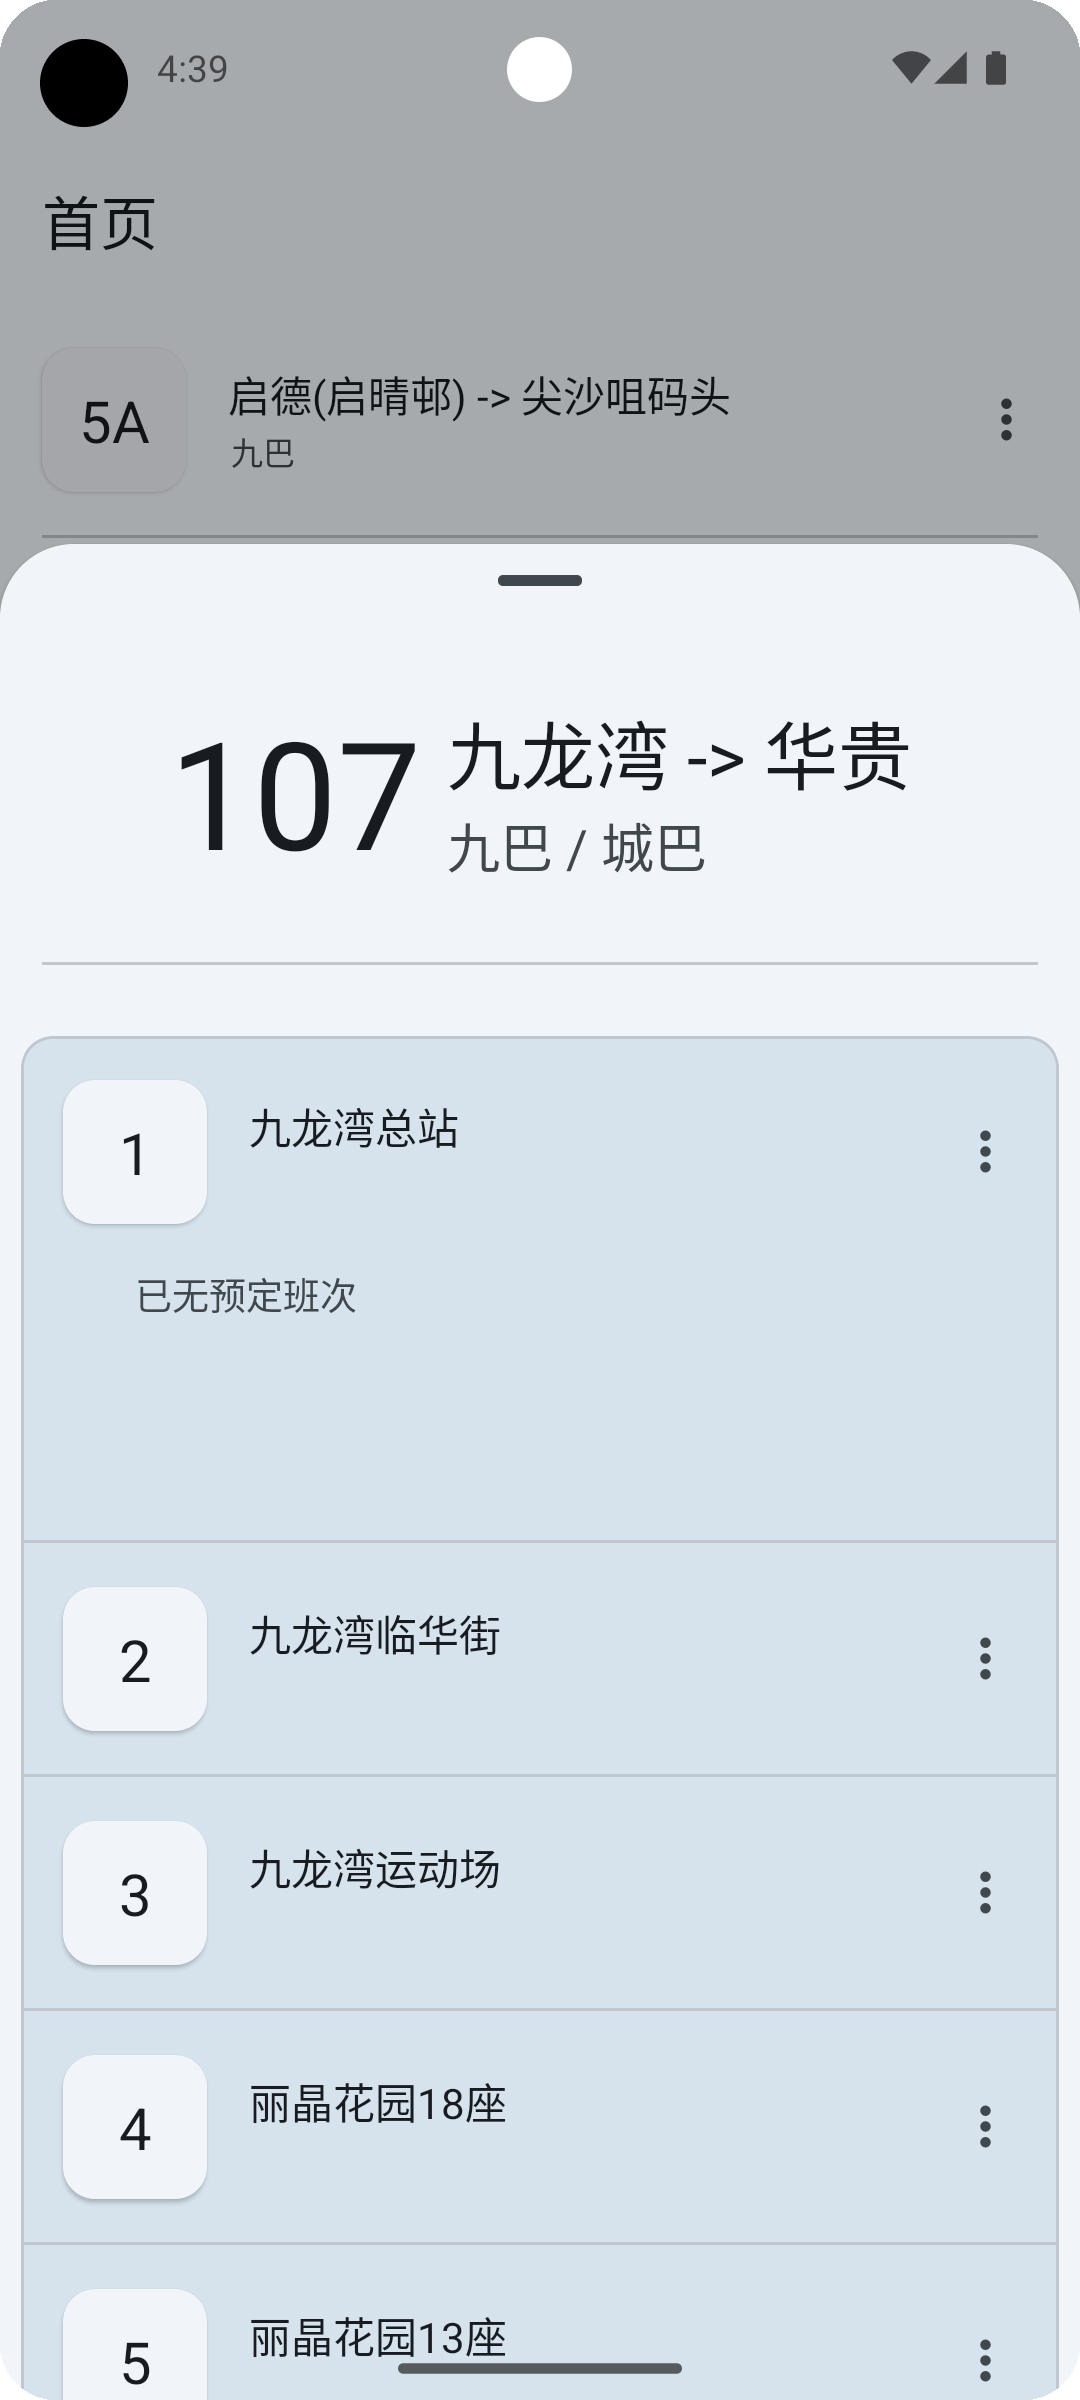 4:39
首页
5A
启德(启晴邨) -> 尖沙咀码头
九巴
107
九龙湾 -> 华贵
九巴 / 城巴
1
九龙湾总站
已无预定班次
2
九龙湾临华街
3
九龙湾运动场
4
丽晶花园18座
5
丽晶花园13座